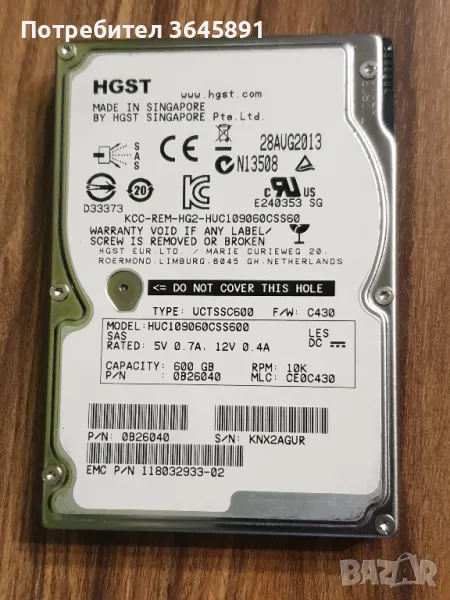 Потребител 3645891
HGST
www.hgst.com
MADE IN SINGAPORE
BY HGST SINGAPORE Pte.Ltd.
28AUG2013
SAS
CE
N13508
D33373
20
c UR US
E240353 SG
KCC-REM-HG2-HUC109060CSS60
WARRANTY VOID IF ANY LABEL/
SCREW IS REMOVED OR BROKEN
HGST EUR.LTD. / MARIE CURIEWEG 20,
ROERMOND,LIMBURG,6045 GH,NETHERLANDS
<= DO NOT COVER THIS HOLE
TYPE: UCTSSC600 F/W: C430
MODEL:HUC109060CSS600 LES
SAS DC
RATED: 5V 0.7A, 12V 0.4A
CAPACITY: 600 GB RPM: 10K
P/N : 0B26040 MLC: CE0C430
P/N: 0B26040 S/N: KNX2AGUR
EMC P/N 118032933-02
BAZAR